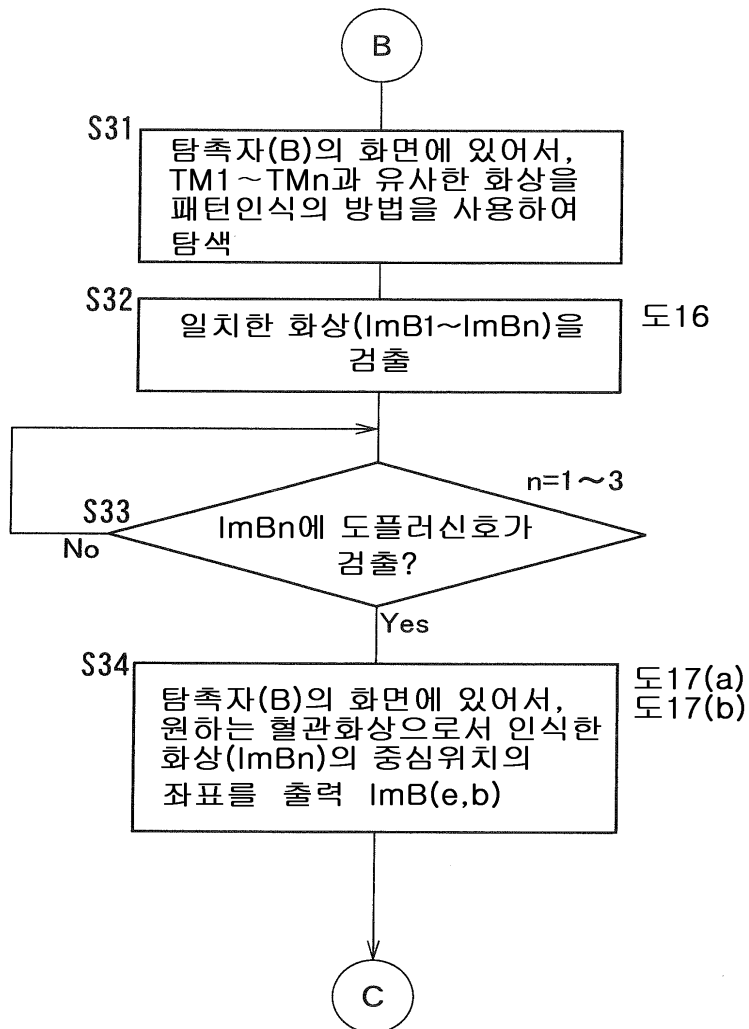 B
S31
탐촉자(B)의 화면에 있어서,
TM1~TMn과 유사한 화상을
패턴인식의 방법을 사용하여
탐색
S32
일치한 화상(ImB1~ImBn)을
검출
도16
n=1~3
S33
ImBn에 도플러신호가
검출?
No
Yes
S34
탐촉자(B)의 화면에 있어서,
원하는 혈관화상으로서 인식한
화상(ImBn)의 중심위치의
좌표를 출력 ImB(e,b)
도17(a)
도17(b)
C